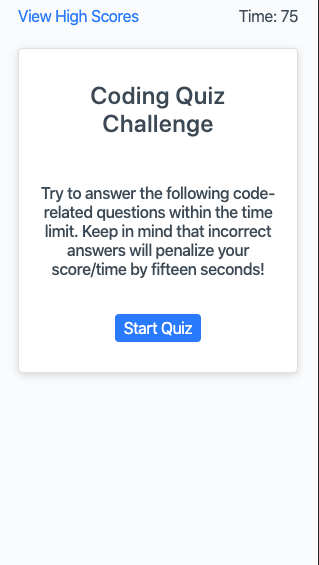 View High Scores Time: 75
Coding Quiz
Challenge
Try to answer the following code-
related questions within the time
limit. Keep in mind that incorrect
answers will penalize your
score/time by fifteen seconds!
Start Quiz